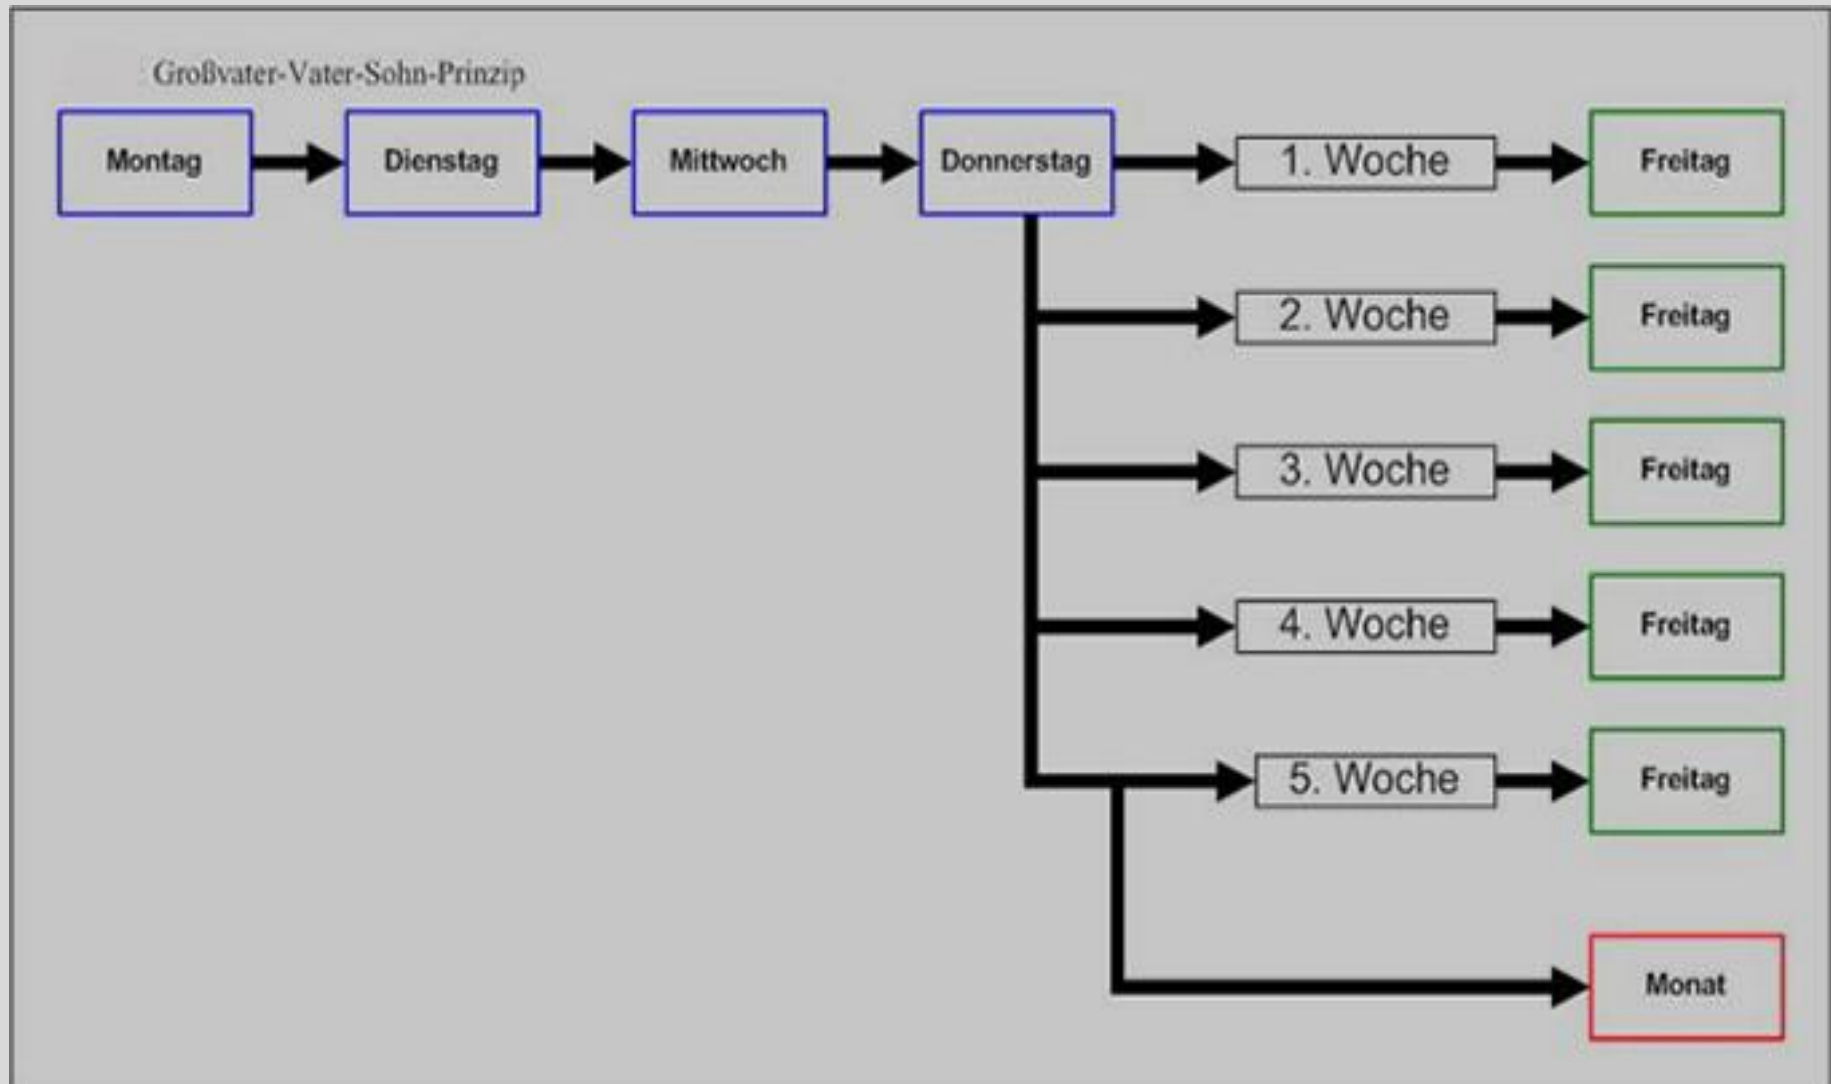 Großvater-Vater-Sohn-Prinzip
Montag
Dienstag
Mittwoch
Donnerstag
1. Woche
Freitag
2. Woche
Freitag
3. Woche
Freitag
4. Woche
Freitag
5. Woche
Freitag
Monat